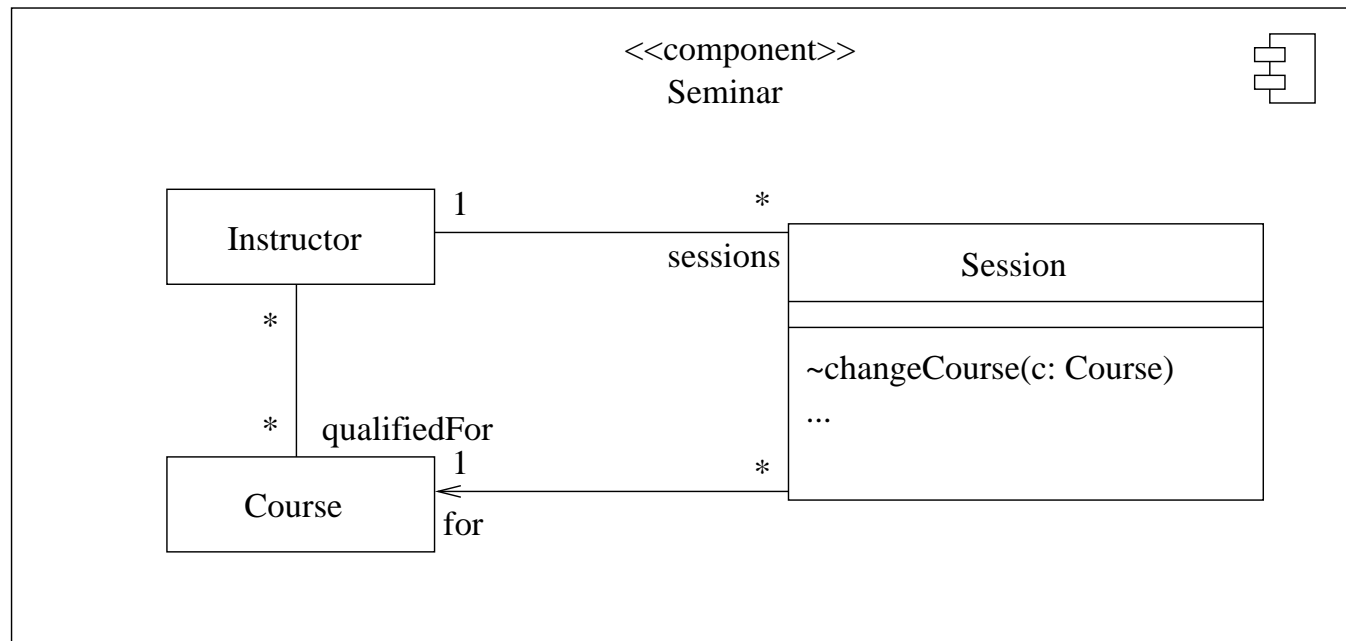 <<component>>
Seminar
Instructor
1
*
sessions
Session
~changeCourse(c: Course)
...
*
*
qualifiedFor
1
*
Course
for